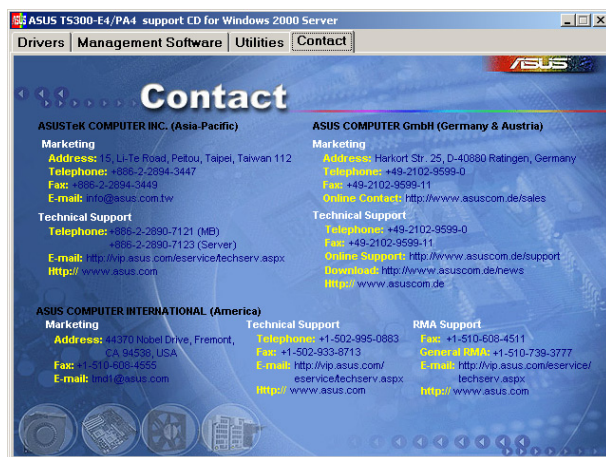 ASUS TS300-E4/PA4 support CD for Windows 2000 Server
Drivers Management Software Utilities Contact
ASUS
Contact
ASUSTeK COMPUTER INC. (Asia-Pacific)
Marketing
Address: 15, Li-Te Road, Peitou, Taipei, Taiwan 112
Telephone: +886-2-2894-3447
Fax: +886-2-2894-3449
E-mail: info@asus.com.tw
Technical Support
Telephone: +886-2-2890-7121 (MB)
+886-2-2890-7123 (Server)
E-mail: http://vip.asus.com/eservice/techserv.aspx
Http:// www.asus.com
ASUS COMPUTER GmbH (Germany & Austria)
Marketing
Address: Harkort Str. 25, D-40880 Ratingen, Germany
Telephone: +49-2102-9599-0
Fax: +49-2102-9599-11
Online Contact: http://www.asuscom.de/sales
Technical Support
Telephone: +49-2102-9599-0
Fax: +49-2102-9599-11
Online Support: http://www.asuscom.de/support
Download: http://www.asuscom.de/news
Http:// www.asuscom.de
ASUS COMPUTER INTERNATIONAL (America)
Marketing
Address: 44370 Nobel Drive, Fremont,
CA 94538, USA
Fax: +1-510-608-4555
E-mail: tmd1@asus.com
Technical Support
Telephone: +1-502-995-0883
Fax: +1-502-933-8713
E-mail: http://vip.asus.com/
eservice/techserv.aspx
Http:// www.asus.com
RMA Support
Fax: +1-510-608-4511
General RMA: +1-510-739-3777
E-mail: http://vip.asus.com/eservice/
techserv.aspx
http:// www.asus.com